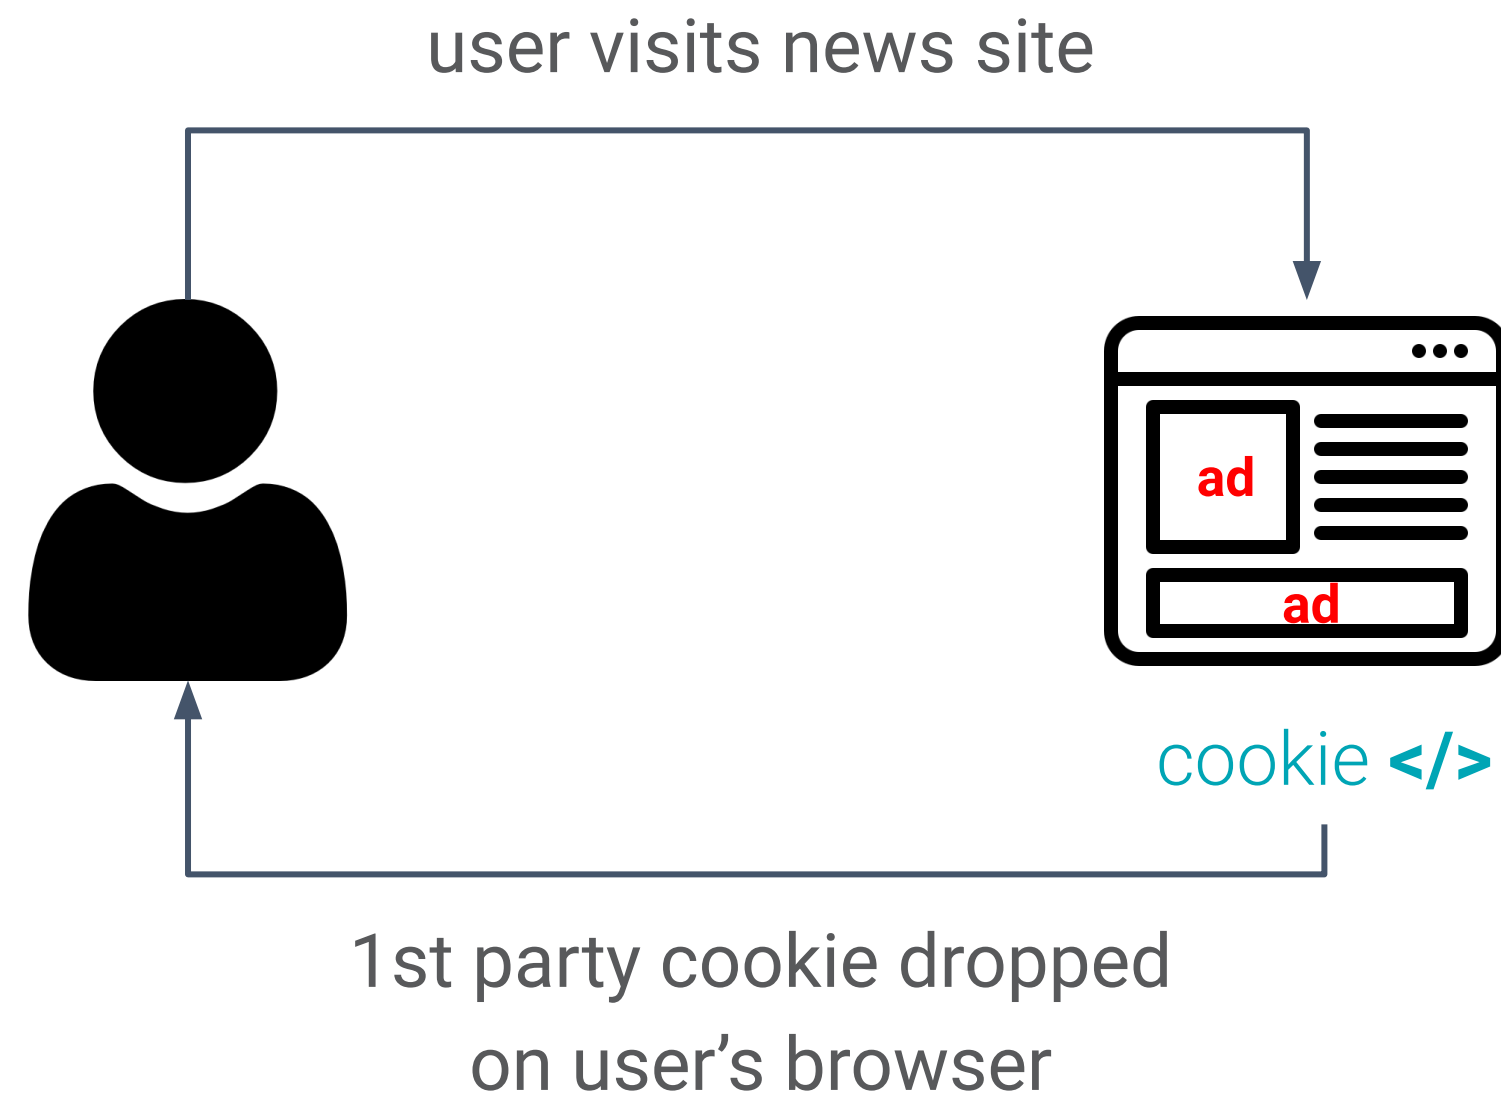 user visits news site
ad
ad
cookie </>
1st party cookie dropped
on user’s browser